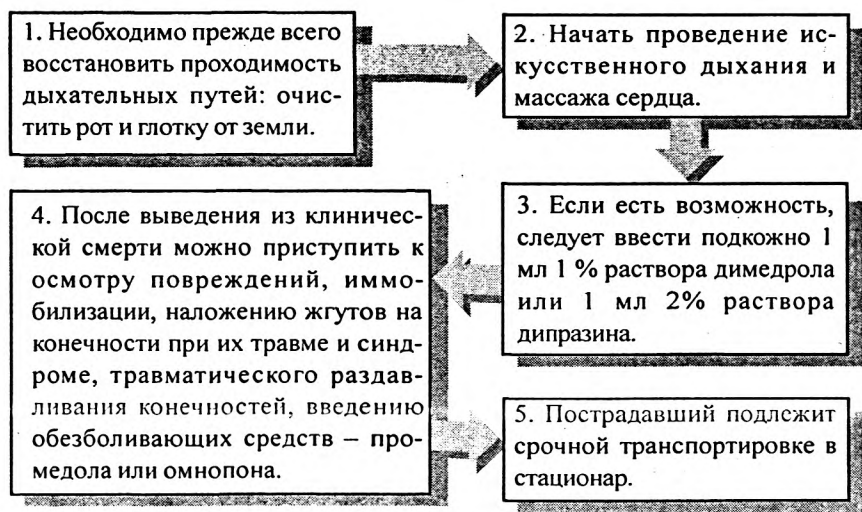 1. Необходимо прежде всего
восстановить проходимость
дыхательных путей: очис-
тить рот и глотку от земли.
2. Начать проведение ис-
кусственного дыхания и
массажа сердца.
3. Если есть возможность,
следует ввести подкожно 1
мл 1 % раствора димедрола
или 1 мл 2% раствора
дипразина.
4. После выведения из клиничес-
кой смерти можно приступить к
осмотру повреждений, иммо-
билизации, наложению жгутов на
конечности при их травме и синд-
роме, травматического раздав-
ливания конечностей, введению
обезболивающих средств – про-
медола или омнопона.
5. Пострадавший подлежит
срочной транспортировке в
стационар.